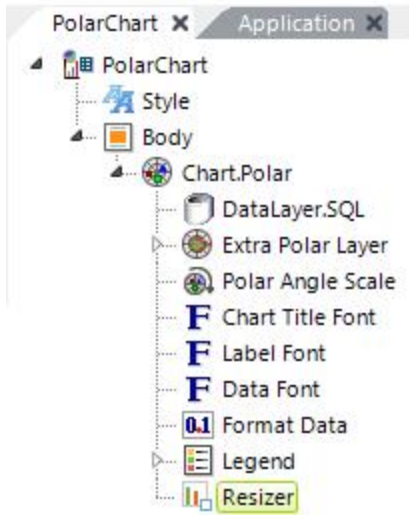 PolarChart Application
PolarChart
Style
Body
Chart.Polar
DataLayer.SQL
Extra Polar Layer
Polar Angle Scale
F Chart Title Font
F Label Font
F Data Font
0.1 Format Data
Legend
Resizer